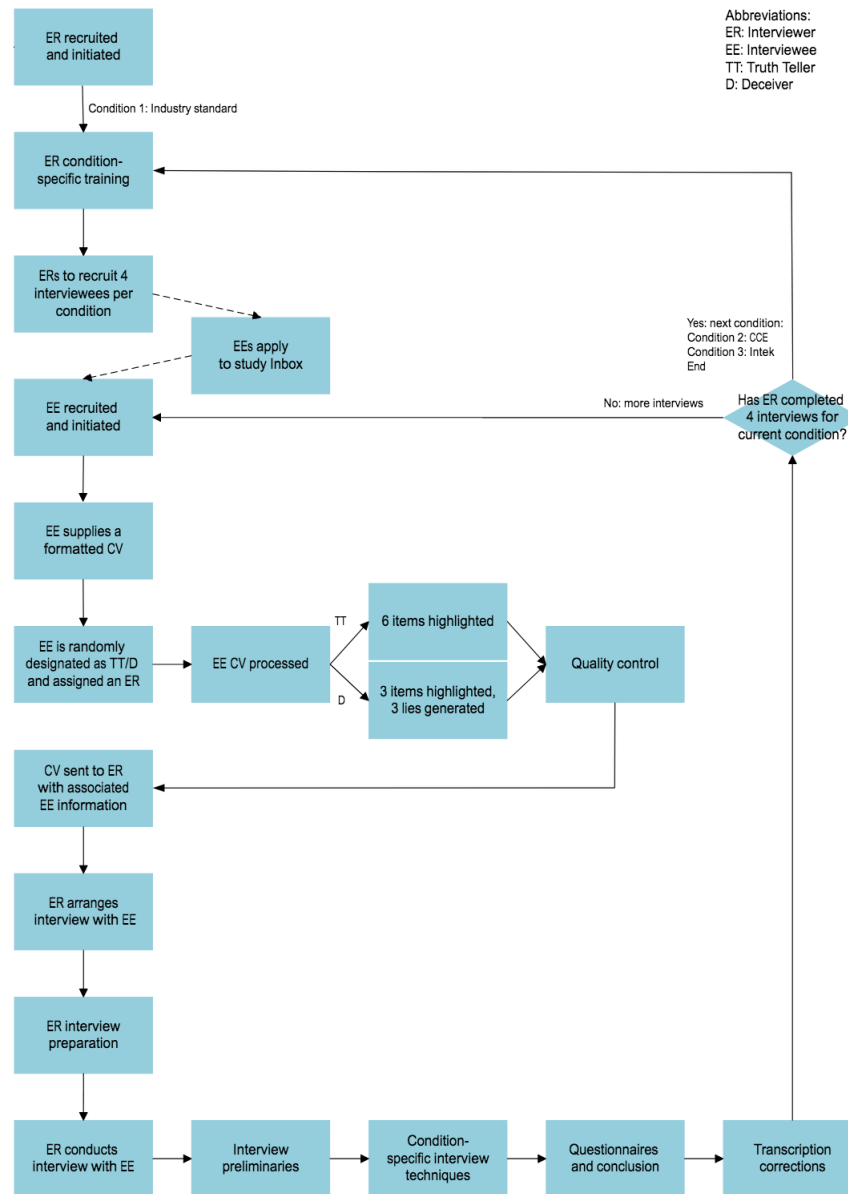 Abbreviations:
ER: Interviewer
EE: Interviewee
TT: Truth Teller
D: Deceiver
ER recruited
and initiated
Condition 1: Industry standard
ER condition-
specific training
ERs to recruit 4
interviewees per
condition
EEs apply
to study Inbox
Yes: next condition:
Condition 2: CCE
Condition 3: Intek
End
Has ER completed
4 interviews for
current condition?
No: more interviews
EE recruited
and initiated
EE supplies a
formatted CV
EE is randomly
designated as TT/D
and assigned an ER
EE CV processed
TT
6 items highlighted
D
3 items highlighted,
3 lies generated
Quality control
CV sent to ER
with associated
EE information
ER arranges
interview with EE
ER interview
preparation
ER conducts
interview with EE
Interview
preliminaries
Condition-
specific interview
techniques
Questionnaires
and conclusion
Transcription
corrections